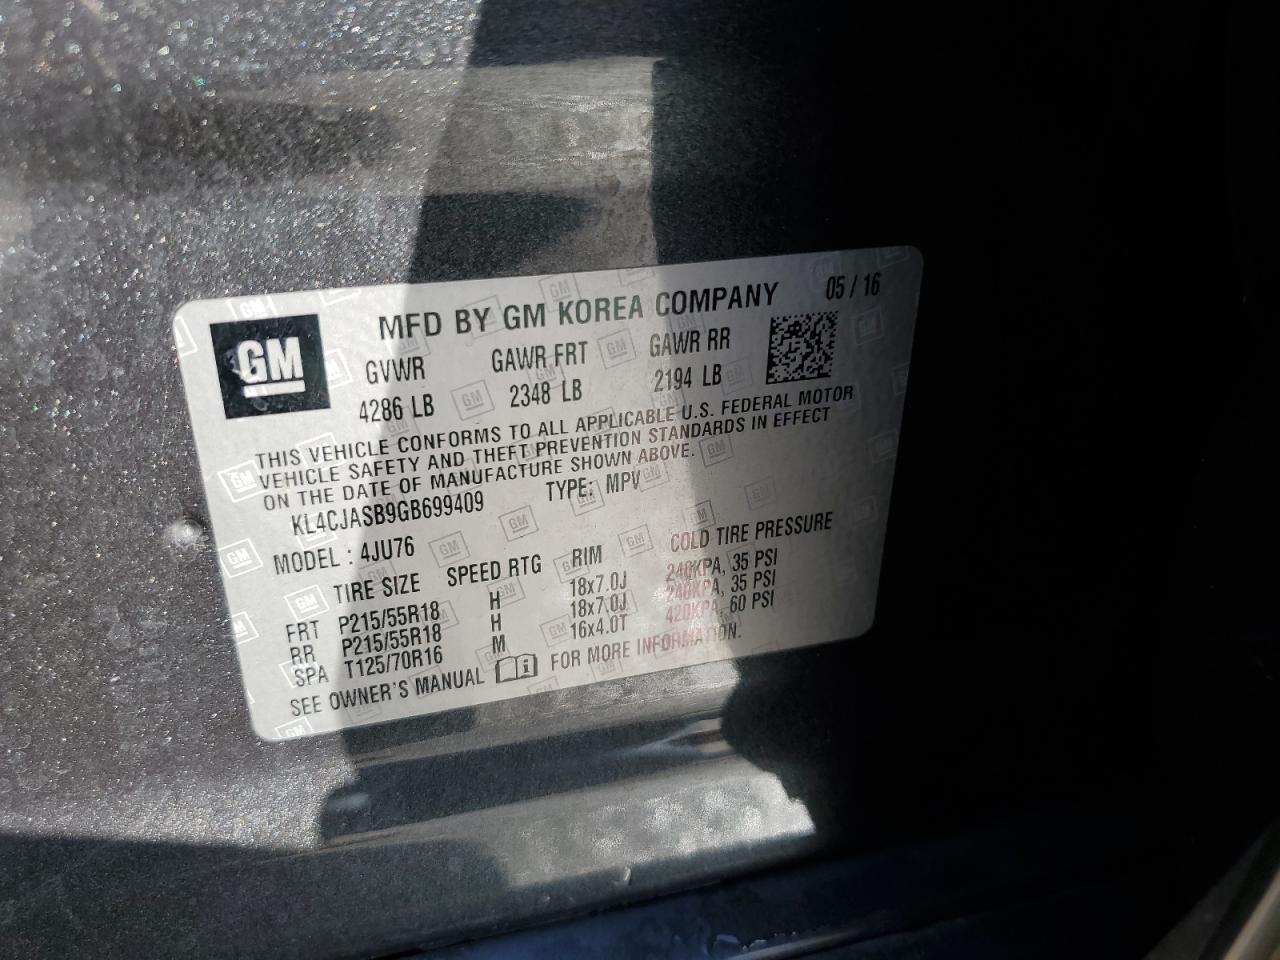 MFD BY GM KOREA COMPANY 05 / 16
GM
GVWR GAWR FRT GAWR RR
4286 LB 2348 LB 2194 LB
THIS VEHICLE CONFORMS TO ALL APPLICABLE U.S. FEDERAL MOTOR
VEHICLE SAFETY AND THEFT PREVENTION STANDARDS IN EFFECT
ON THE DATE OF MANUFACTURE SHOWN ABOVE.
KL4CJASB9GB699409 TYPE: MPV
MODEL : 4JU76
TIRE SIZE SPEED RTG RIM COLD TIRE PRESSURE
FRT P215/55R18 H 18x7.0J 240KPA, 35 PSI
RR P215/55R18 H 18x7.0J 240KPA, 35 PSI
SPA T125/70R16 M 16x4.0T 420KPA, 60 PSI
SEE OWNER'S MANUAL FOR MORE INFORMATION.